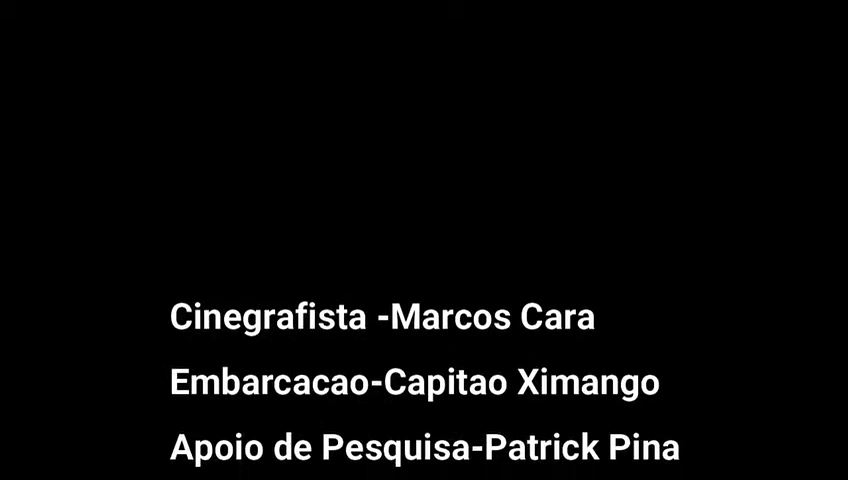 Cinegrafista -Marcos Cara
Embarcacao-Capitao Ximango
Apoio de Pesquisa-Patrick Pina